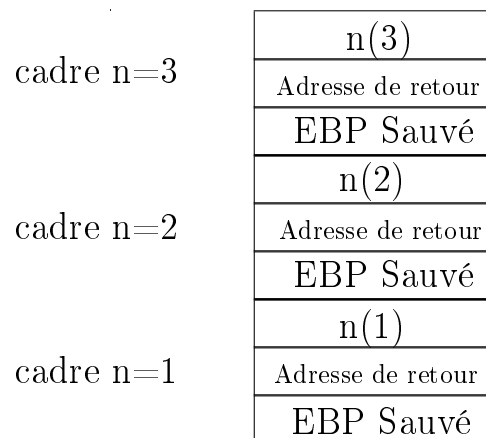 n(3)
cadre n=3
Adresse de retour
EBP Sauvé
n(2)
cadre n=2
Adresse de retour
EBP Sauvé
n(1)
cadre n=1
Adresse de retour
EBP Sauvé